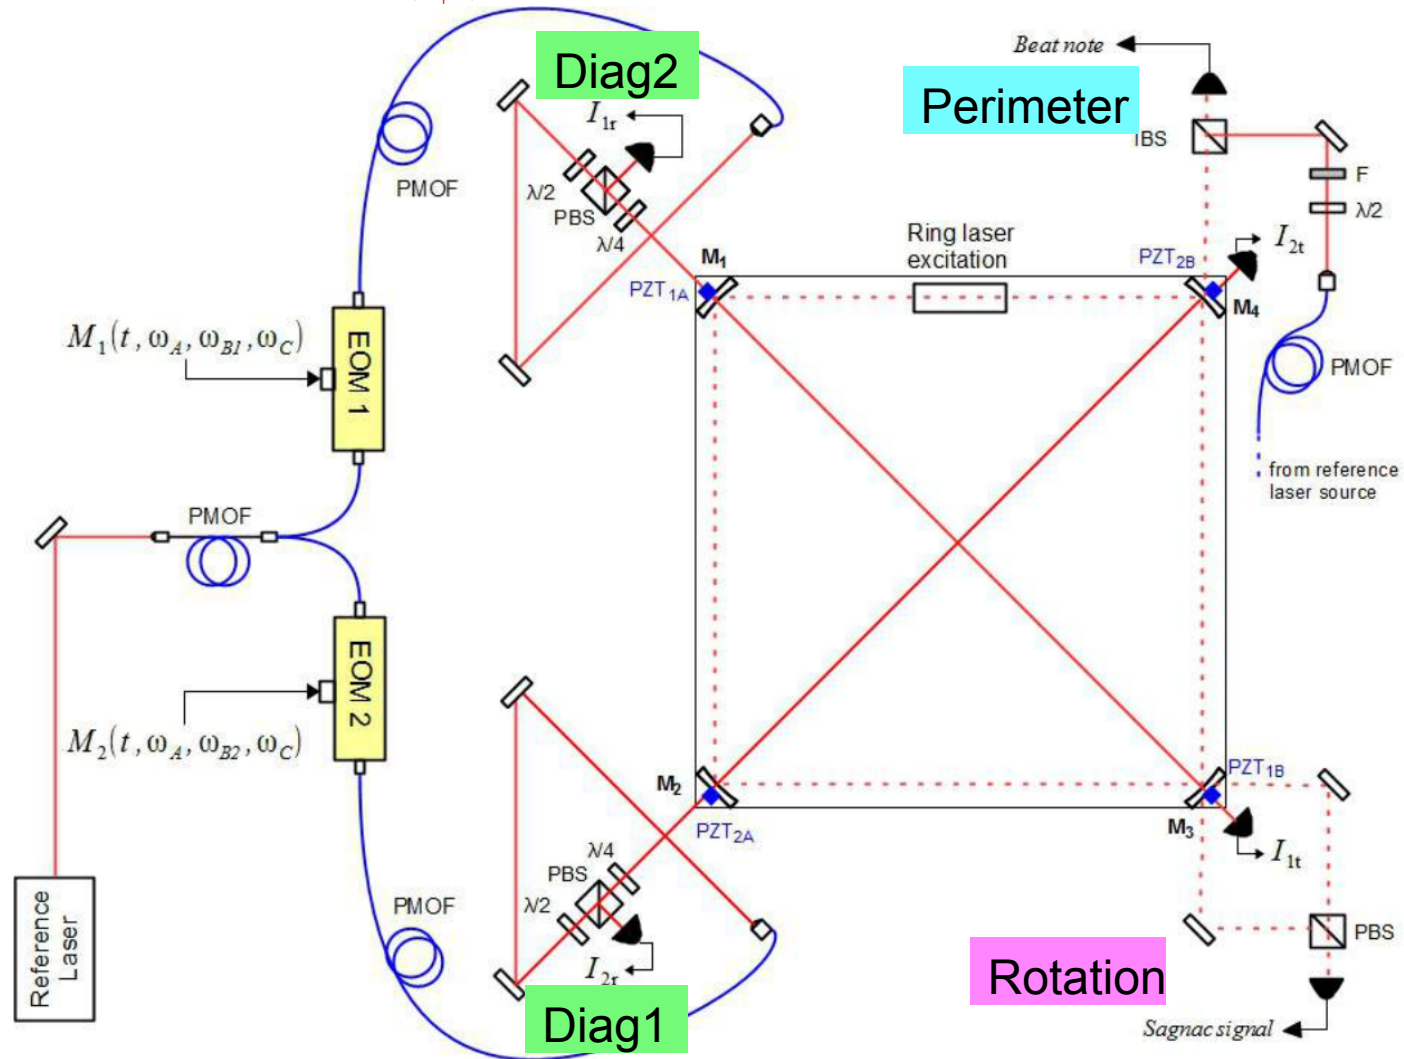 Diag2
I1r
PMOF
λ/2
PBS
λ/4
Beat note
Perimeter
IBS
F
λ/2
I2t
PMOF
from reference
laser source
Ring laser
excitation
M1
PZT1A
PZT2B
M4
M1(t, ωA, ωB1, ωC)
EOM 1
PMOF
EOM 2
M2(t, ωA, ωB2, ωC)
M2
PZT2A
PZT1B
M3
I1t
λ/4
PBS
λ/2
I2r
PMOF
Reference
Laser
Diag1
Rotation
PBS
Sagnac signal